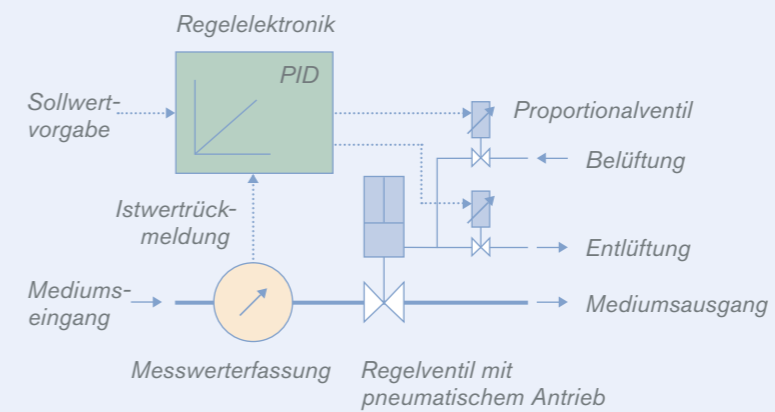 Regelelektronik
PID
Sollwert-
vorgabe
Proportionalventil
Belüftung
Istwertrück-
meldung
Entlüftung
Mediums-
eingang
Mediumsausgang
Messwerterfassung
Regelventil mit
pneumatischem Antrieb